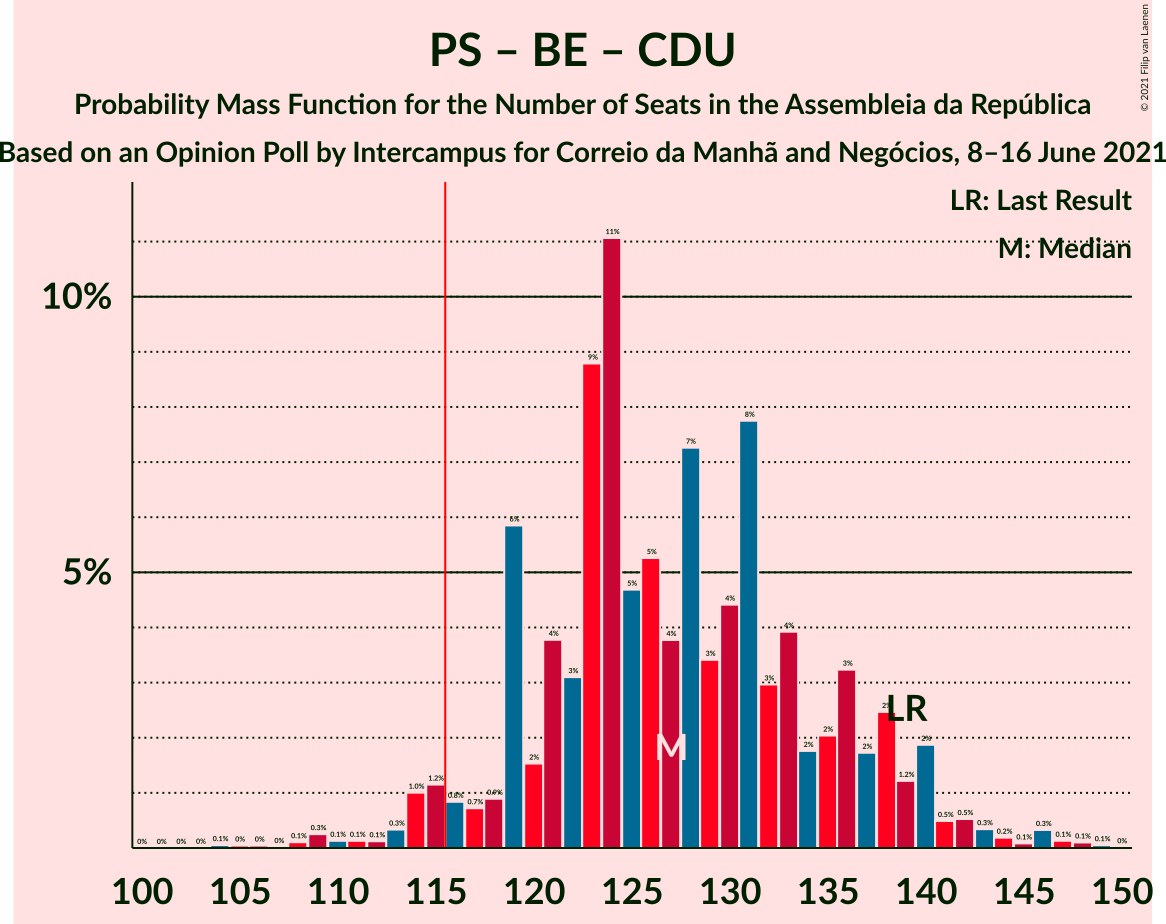 PS – BE – CDU
Probability Mass Function for the Number of Seats in the Assembleia da República
Based on an Opinion Poll by Intercampus for Correio da Manhã and Negócios, 8–16 June 2021
© 2021 Filip van Laenen
LR: Last Result
M: Median
10%
5%
0% 0% 0% 0% 0.1% 0% 0% 0% 0.1% 0.3% 0.1% 0.1% 0.1% 0.3% 1.0% 1.2% 0.8% 0.7% 0.9% 6% 2% 4% 3% 9% 11% 5% 5% 4% 7% 3% 4% 8% 3% 4% 2% 2% 3% 2% 2% 1.2% 2% 0.5% 0.5% 0.3% 0.2% 0.1% 0.3% 0.1% 0.1% 0.1% 0%
M
LR
100 105 110 115 120 125 130 135 140 145 150